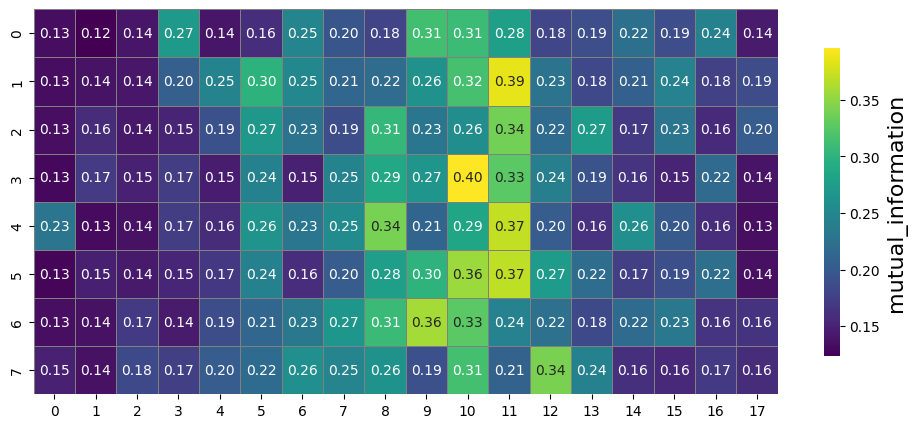 0 0.13 0.12 0.14 0.27 0.14 0.16 0.25 0.20 0.18 0.31 0.31 0.28 0.18 0.19 0.22 0.19 0.24 0.14
1 0.13 0.14 0.14 0.20 0.25 0.30 0.25 0.21 0.22 0.26 0.32 0.39 0.23 0.18 0.21 0.24 0.18 0.19
2 0.13 0.16 0.14 0.15 0.19 0.27 0.23 0.19 0.31 0.23 0.26 0.34 0.22 0.27 0.17 0.23 0.16 0.20
3 0.13 0.17 0.15 0.17 0.15 0.24 0.15 0.25 0.29 0.27 0.40 0.33 0.24 0.19 0.16 0.15 0.22 0.14
4 0.23 0.13 0.14 0.17 0.16 0.26 0.23 0.25 0.34 0.21 0.29 0.37 0.20 0.16 0.26 0.20 0.16 0.13
5 0.13 0.15 0.14 0.15 0.17 0.24 0.16 0.20 0.28 0.30 0.36 0.37 0.27 0.22 0.17 0.19 0.22 0.14
6 0.13 0.14 0.17 0.14 0.19 0.21 0.23 0.27 0.31 0.36 0.33 0.24 0.22 0.18 0.22 0.23 0.16 0.16
7 0.15 0.14 0.18 0.17 0.20 0.22 0.26 0.25 0.26 0.19 0.31 0.21 0.34 0.24 0.16 0.16 0.17 0.16
0 1 2 3 4 5 6 7 8 9 10 11 12 13 14 15 16 17
0.35
0.30
0.25
0.20
0.15
mutual_information